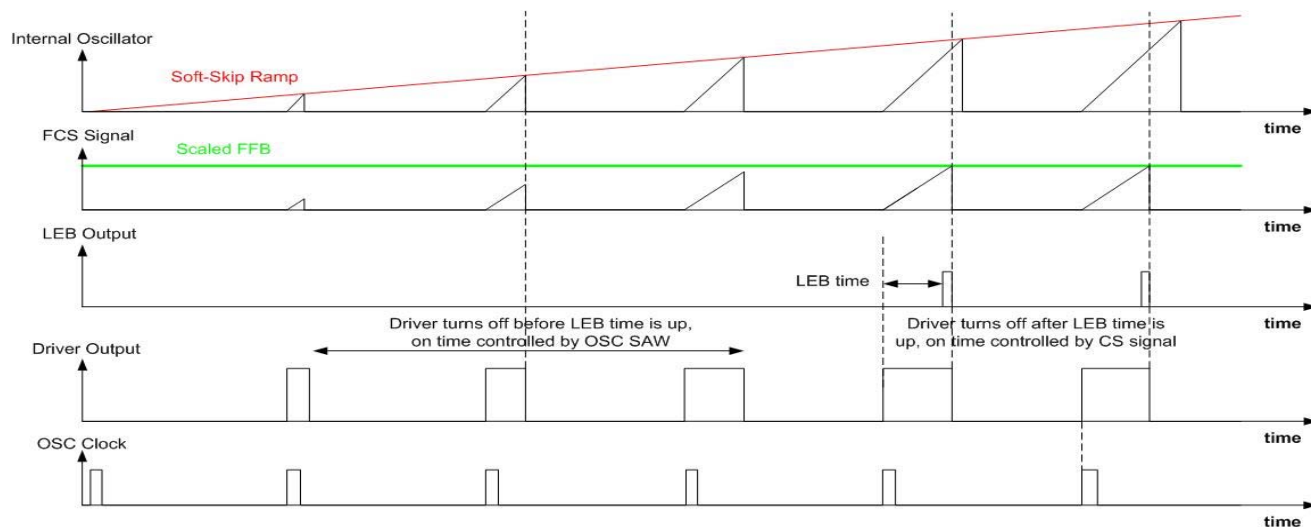 Internal Oscillator
Soft-Skip Ramp
time
FCS Signal
Scaled FFB
time
LEB Output
LEB time
time
Driver turns off before LEB time is up,
on time controlled by OSC SAW
Driver turns off after LEB time is
up, on time controlled by CS signal
Driver Output
time
OSC Clock
time